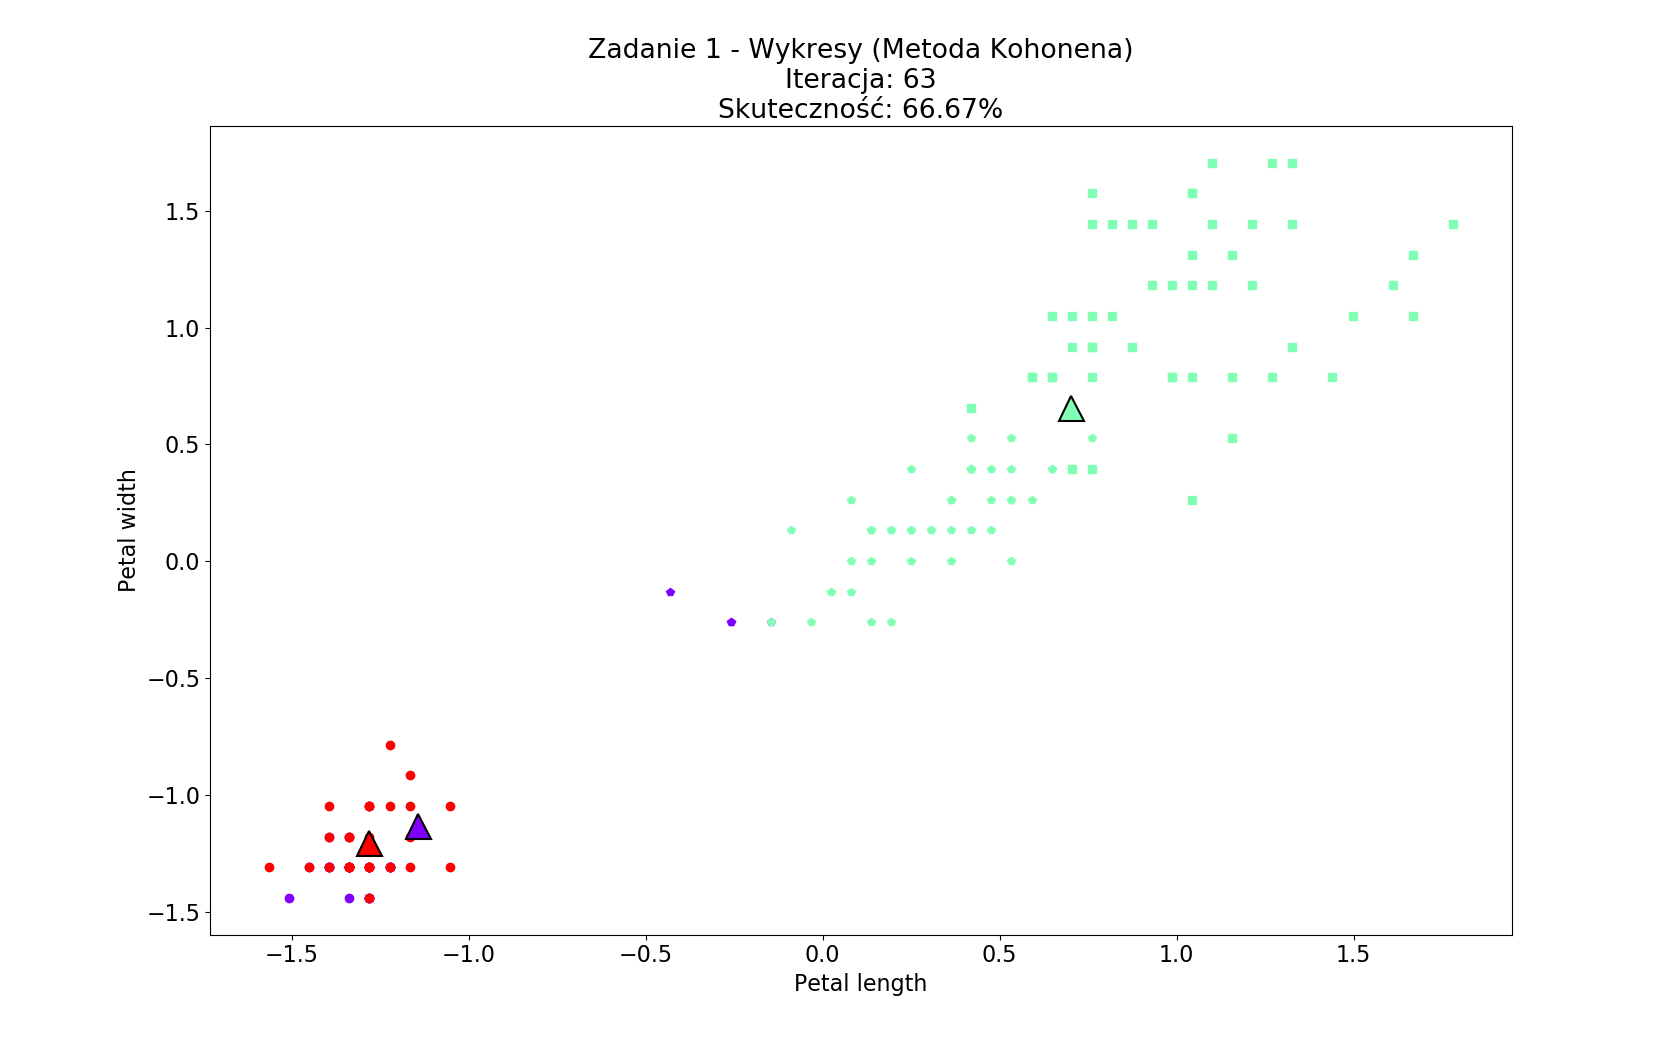 Zadanie 1 - Wykresy (Metoda Kohonena)
Iteracja: 63
Skuteczność: 66.67%
1.5
1.0
0.5
0.0
−0.5
−1.0
−1.5
Petal width
−1.5
−1.0
−0.5
0.0
0.5
1.0
1.5
Petal length